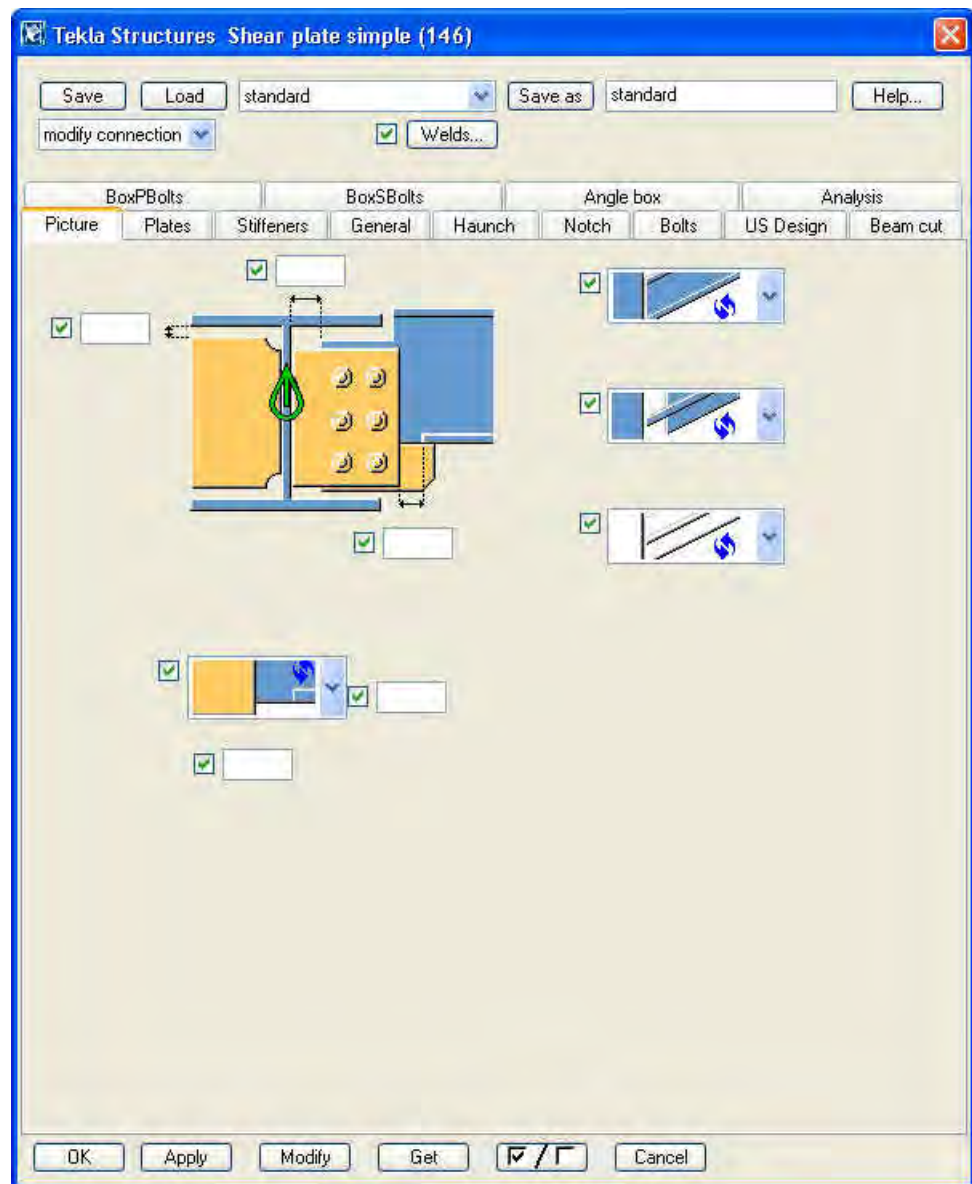 Tekla Structures Shear plate simple (146)
Save Load standard Save as standard Help...
modify connection Welds...
BoxPBolts BoxSBolts Angle box Analysis
Picture Plates Stiffeners General Haunch Notch Bolts US Design Beam cut
OK Apply Modify Get / Cancel